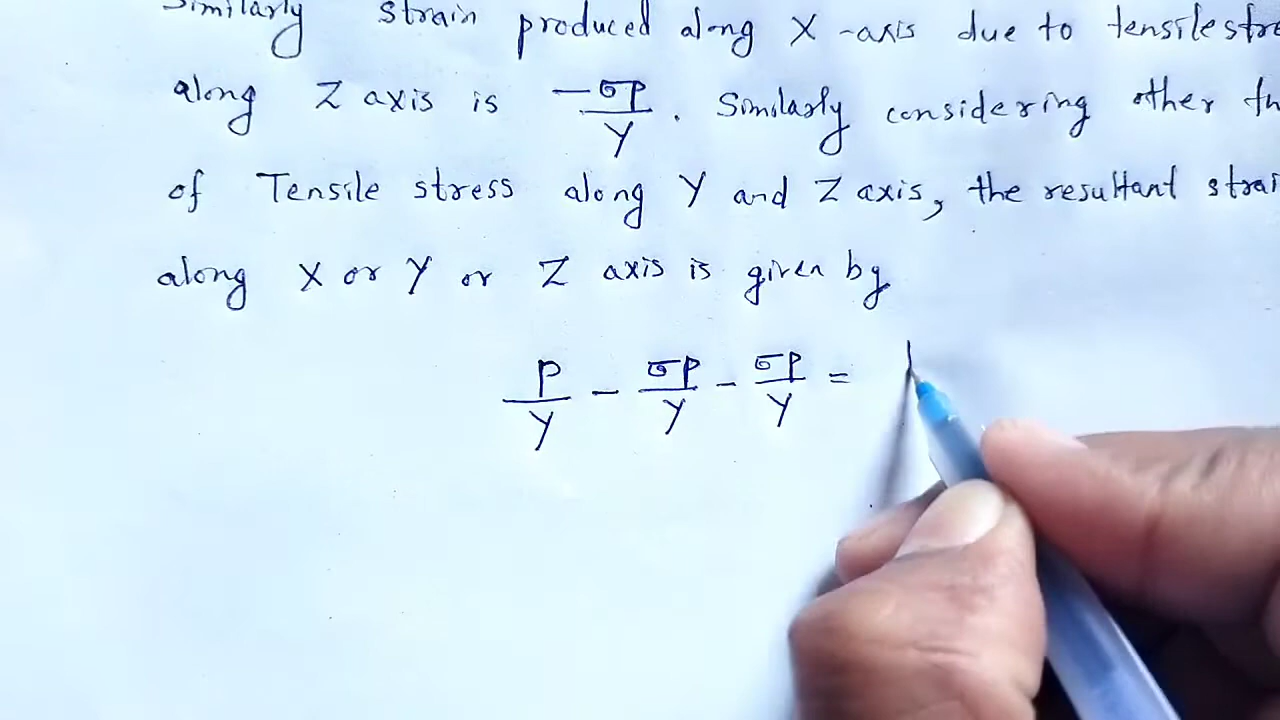 Similarly strain produced along X-axis due to tensile
along Z axis is -σP/Y. Similarly considering other
of Tensile stress along Y and Z axis, the resultant
along X or Y or Z axis is given by
P/Y - σP/Y - σP/Y =